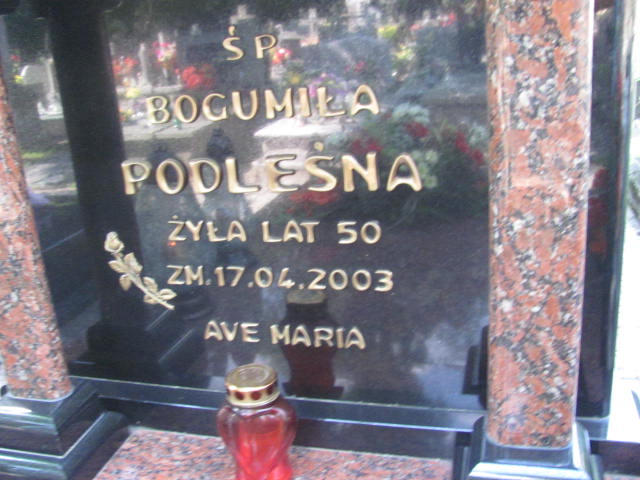 ŚP
BOGUMIŁA
PODLEŚNA
ŻYŁA LAT 50
ZM.17.04.2003
AVE MARIA